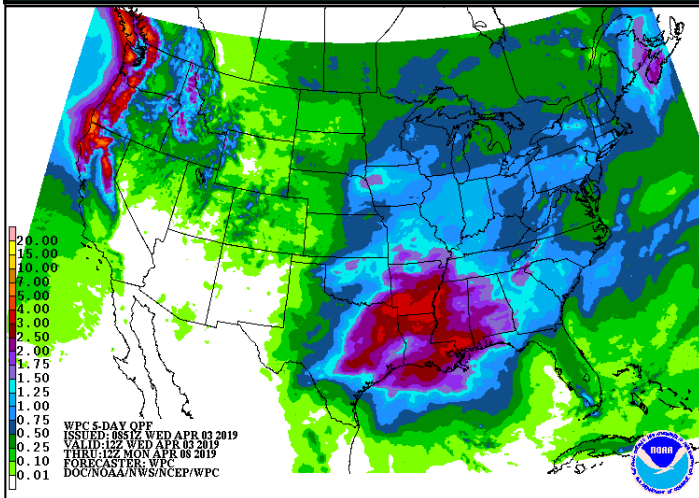 20.00
15.00
10.00
7.00
5.00
4.00
3.00
2.50
2.00
1.75
1.50
1.25
1.00
0.75
0.50
0.25
0.10
0.01
WPC 5-DAY QPF
ISSUED: 0851Z WED APR 03 2019
VALID: 12Z WED APR 03 2019
THRU: 12Z MON APR 08 2019
FORECASTER: WPC
DOC/NOAA/NWS/NCEP/WPC
NOAA